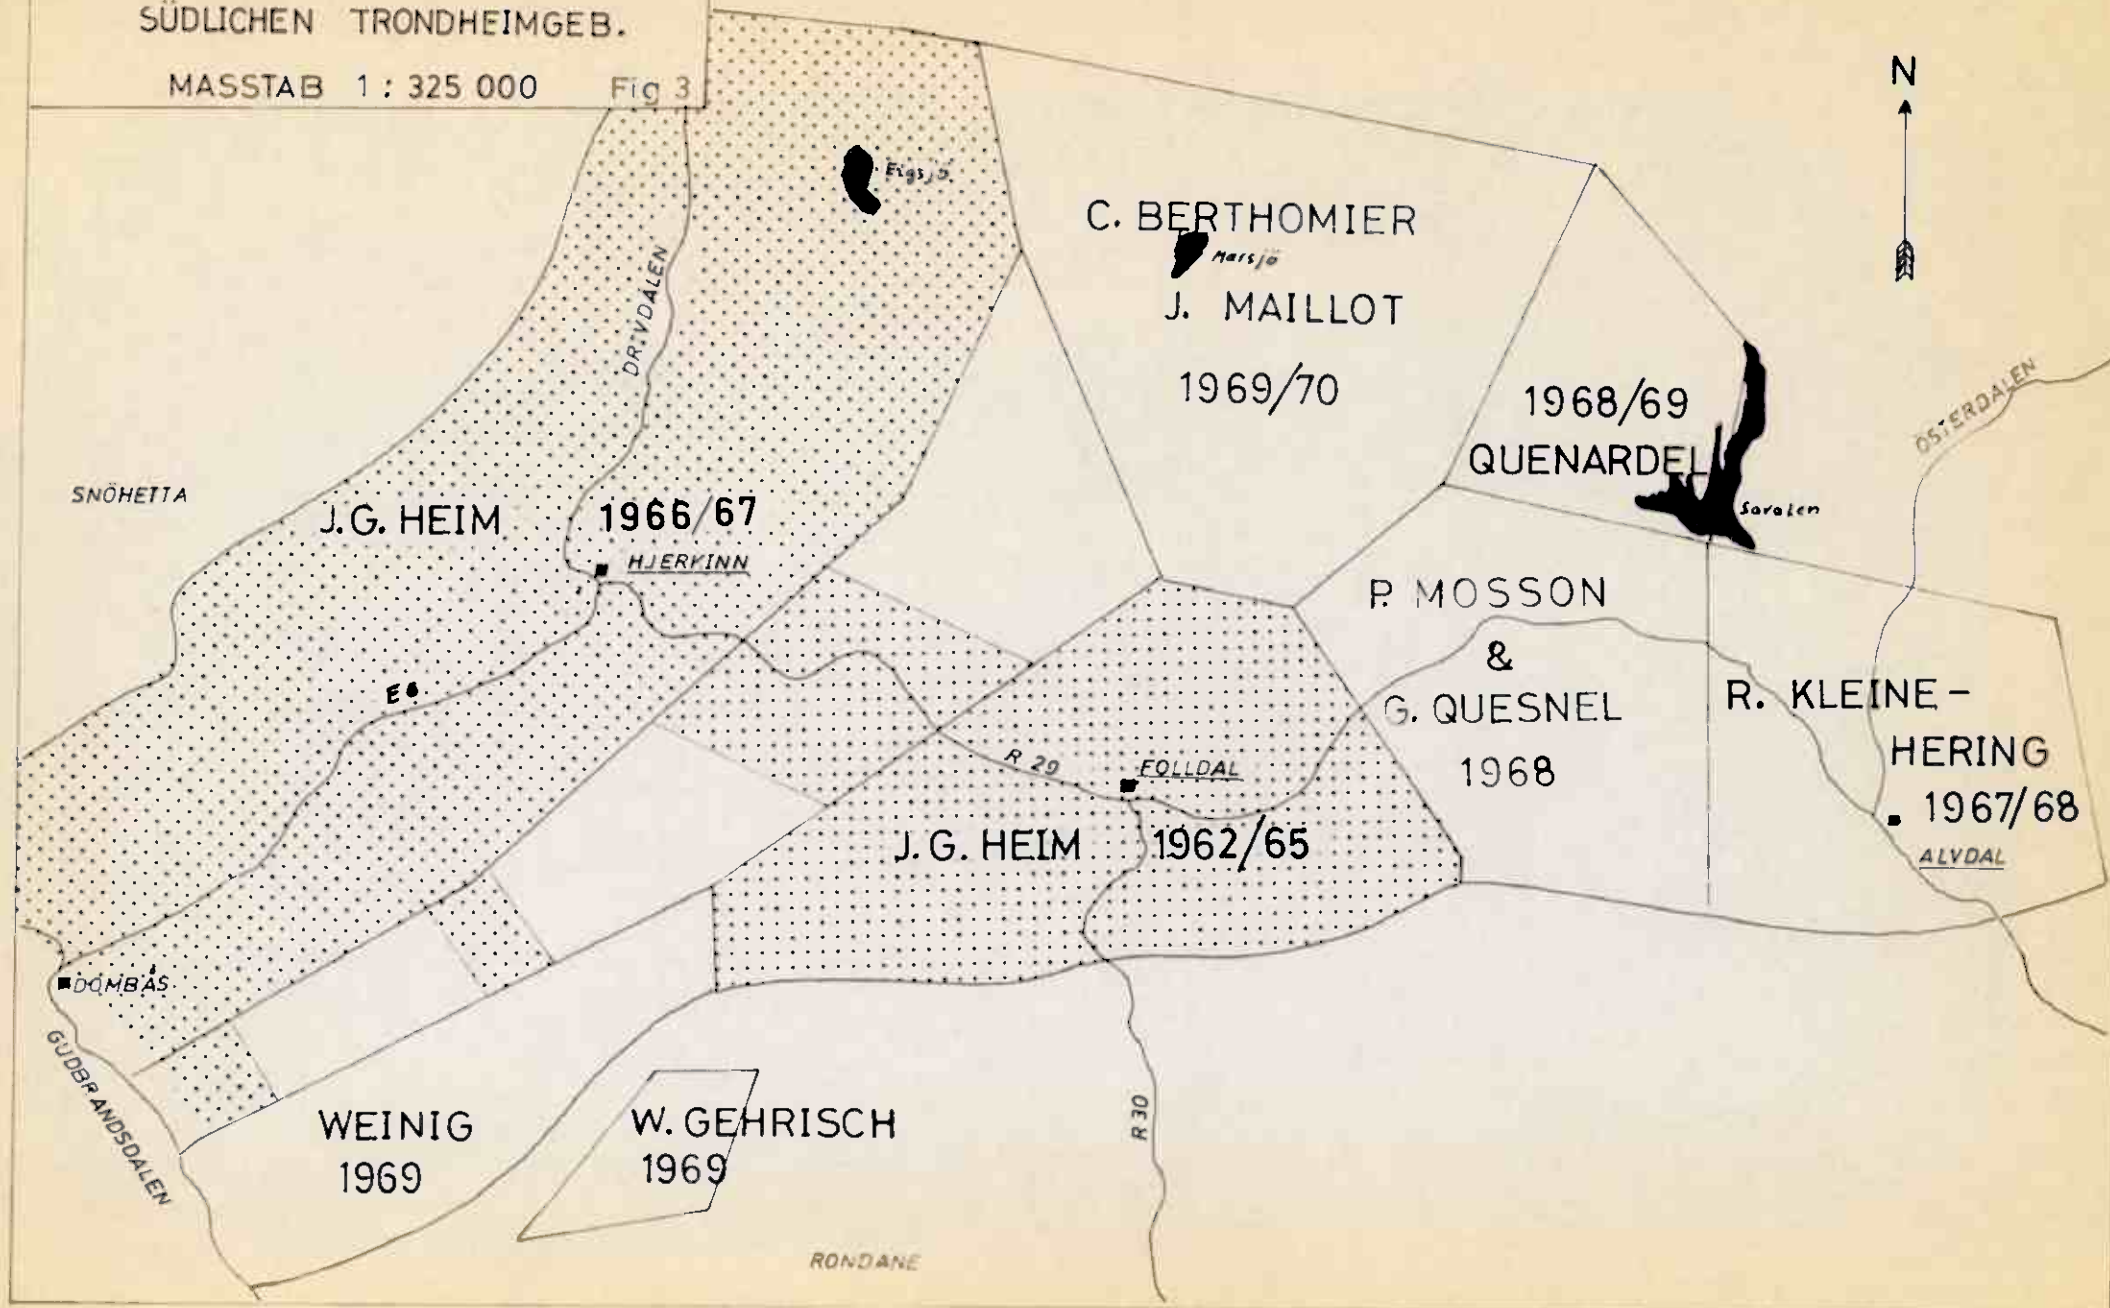 SÜDLICHEN TRONDHEIMGEB.
MASSTAB 1 : 325 000 Fig 3
N
Eigsjö
C. BERTHOMIER
Marsjö
J. MAILLOT
1969/70
DRIVDALEN
1968/69
QUENARDEL
Savalen
ÖSTERDALEN
SNÖHETTA
J.G. HEIM 1966/67
HJERKINN
P. MOSSON
&
G. QUESNEL
1968
E6
R. KLEINE-
HERING
1967/68
ALVDAL
R 29
FOLLDAL
J.G. HEIM 1962/65
DOMBÅS
GUDBRANDSDALEN
WEINIG
1969
W. GEHRISCH
1969
R 30
RONDANE